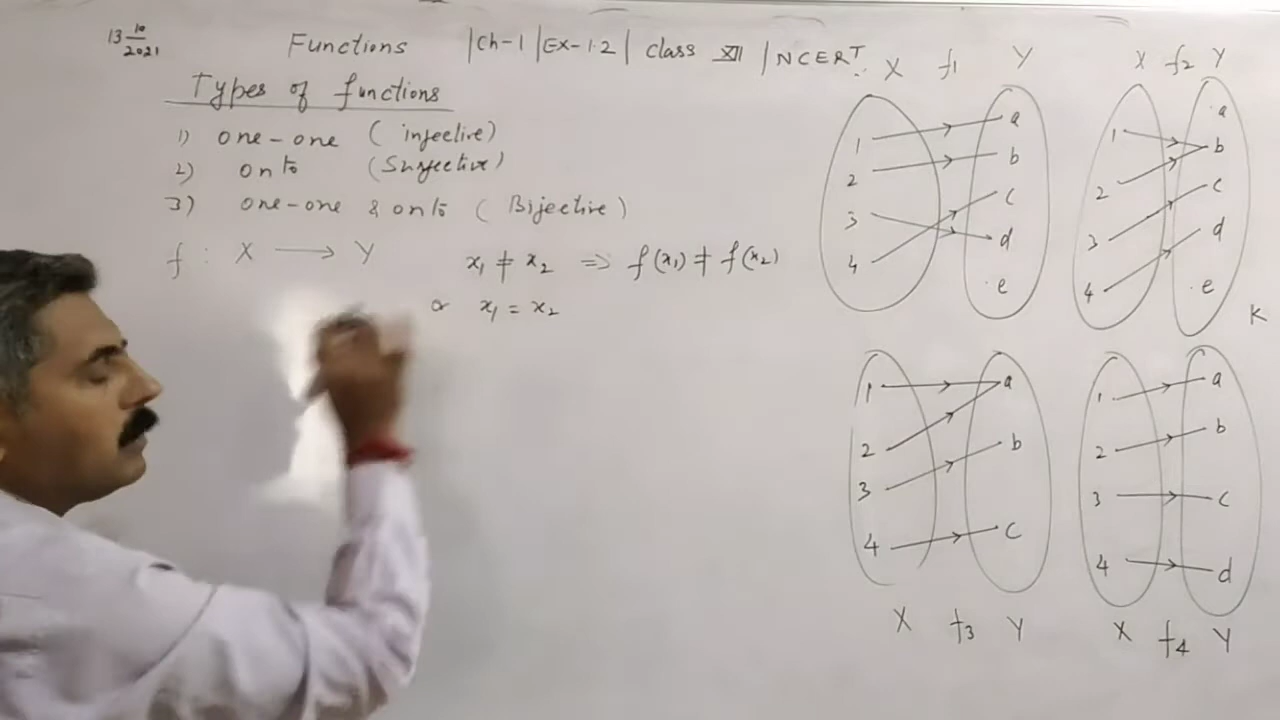 13 10/2021
Functions |Ch-1 |Ex-1.2 | Class XII | NCERT
Types of functions
1) one-one (injective)
2) onto (Surjective)
3) one-one & onto (Bijective)
f : X ⟶ Y
x₁ ≠ x₂ ⇒ f(x₁) ≠ f(x₂)
or x₁ = x₂
X f₁ Y
1 a
2 b
3 c
4 d
e
X f₂ Y
a
1 b
2 c
3 d
4 e
K
1 a
2 b
3
4 c
X f₃ Y
1 a
2 b
3 c
4 d
X f₄ Y